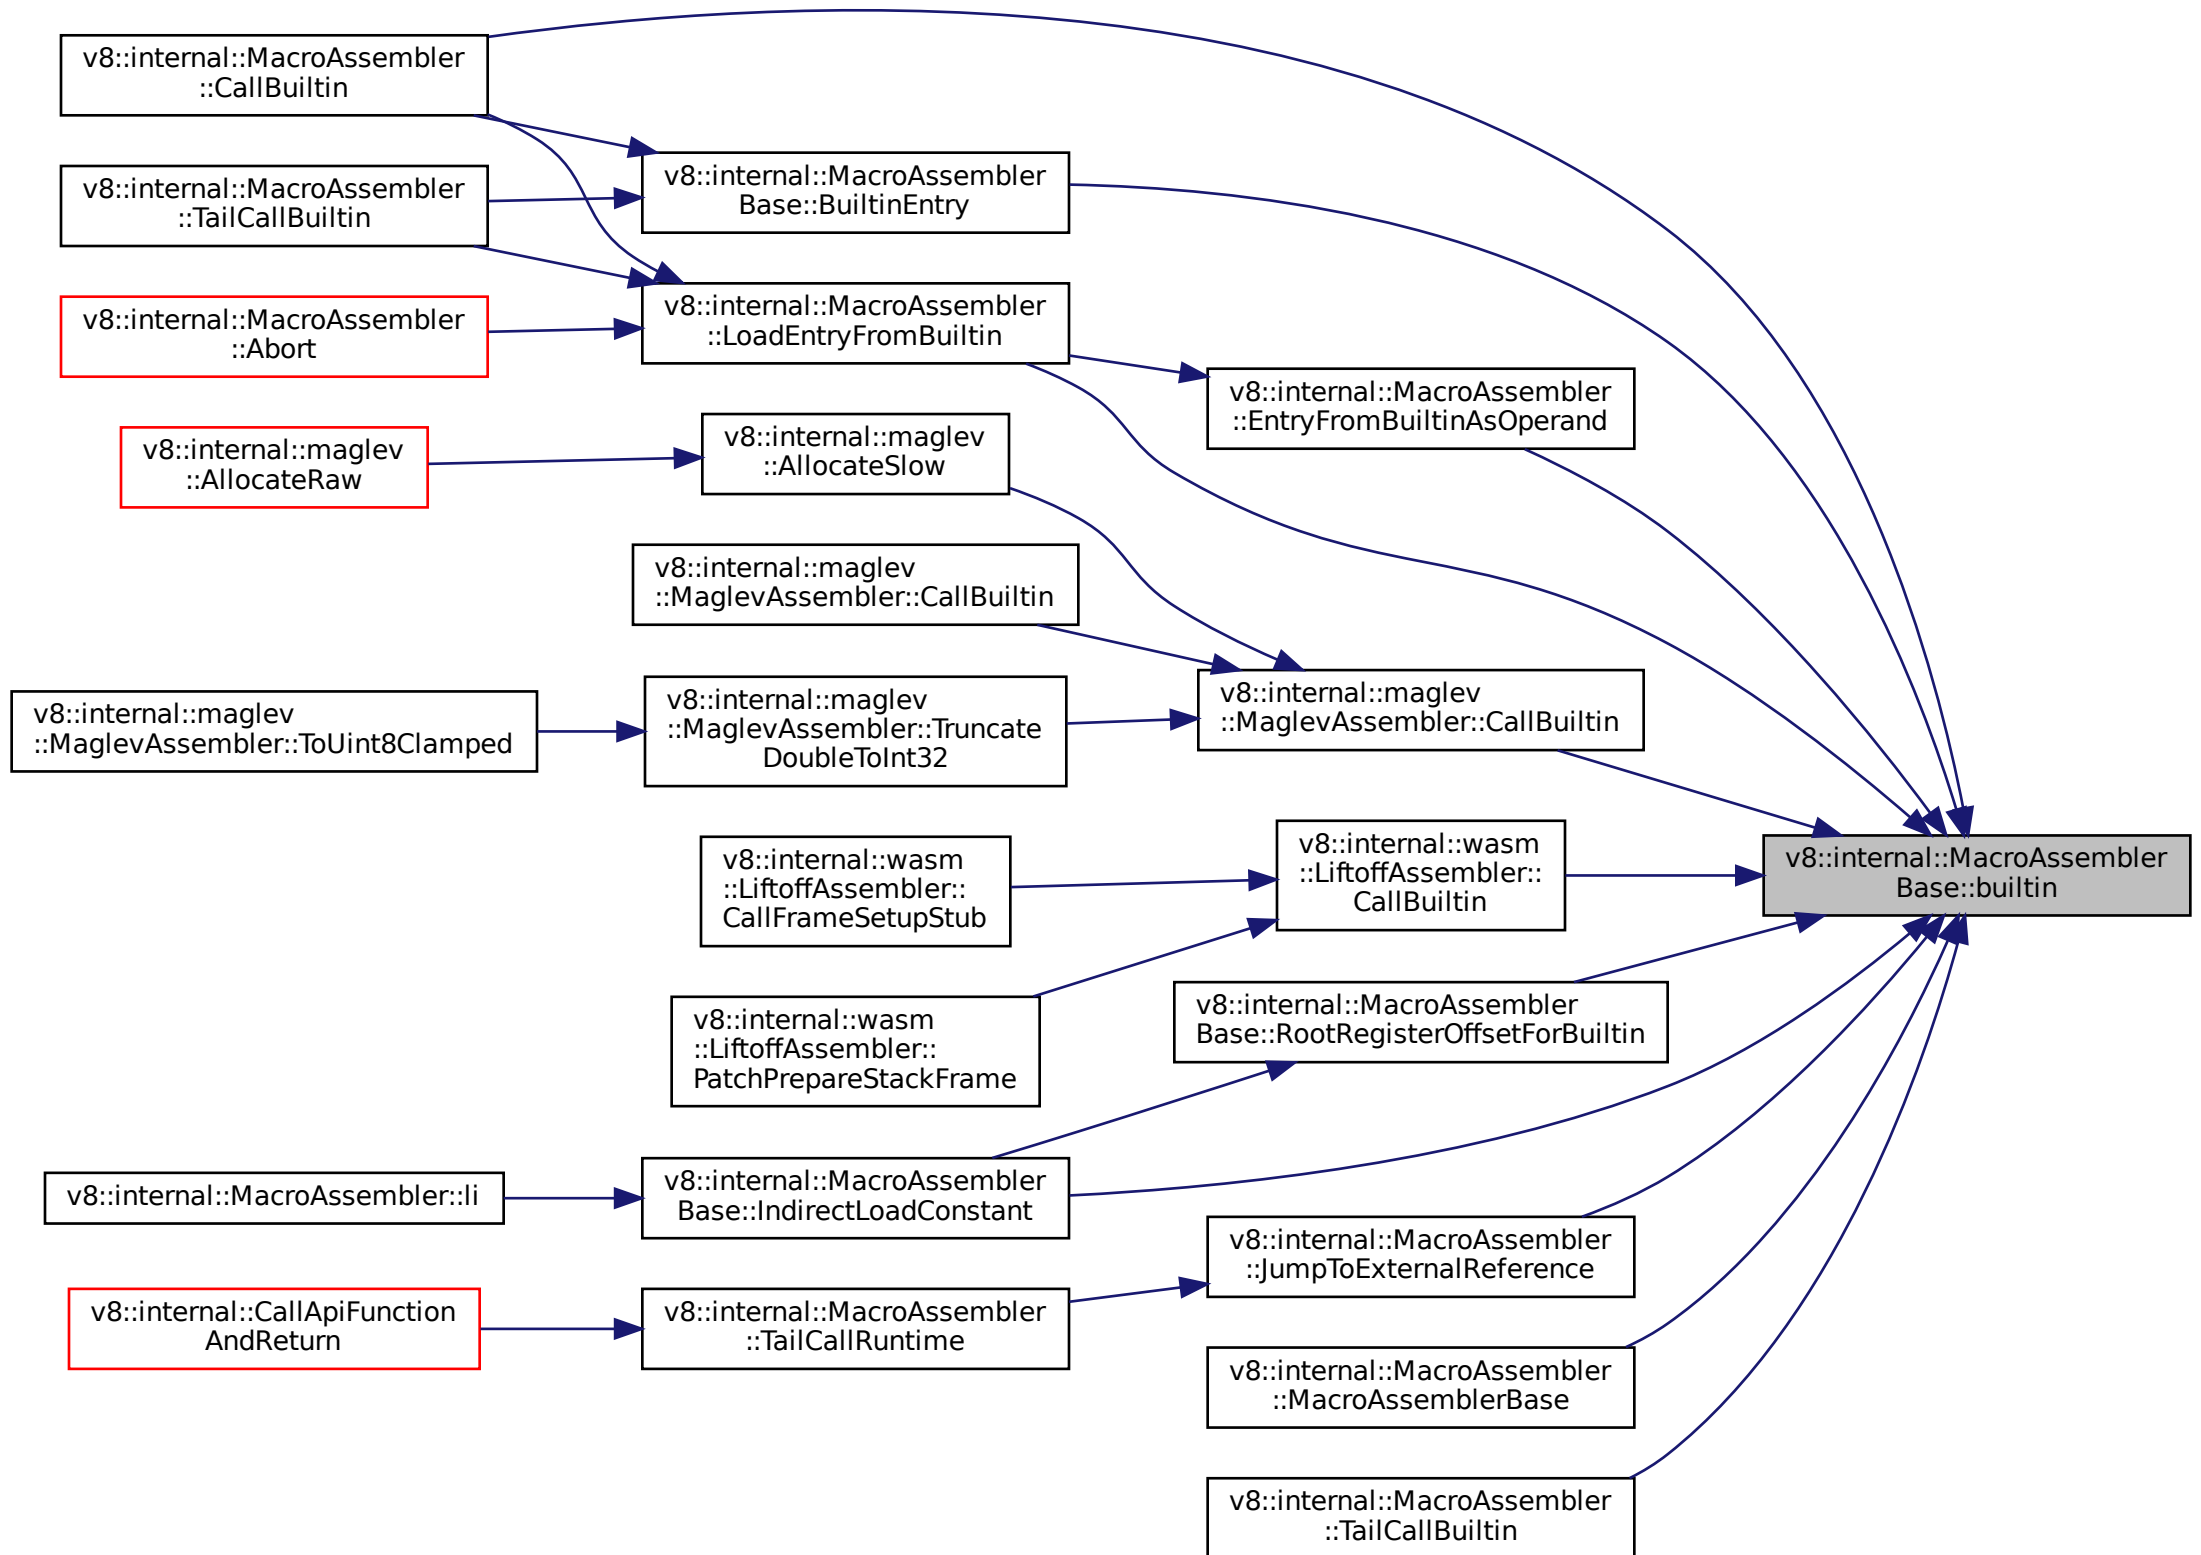 v8::internal::MacroAssembler
::CallBuiltin
v8::internal::MacroAssembler
::TailCallBuiltin
v8::internal::MacroAssembler
::Abort
v8::internal::maglev
::AllocateRaw
v8::internal::maglev
::MaglevAssembler::ToUint8Clamped
v8::internal::MacroAssembler::li
v8::internal::CallApiFunction
AndReturn
v8::internal::MacroAssembler
Base::BuiltinEntry
v8::internal::MacroAssembler
::LoadEntryFromBuiltin
v8::internal::maglev
::AllocateSlow
v8::internal::maglev
::MaglevAssembler::CallBuiltin
v8::internal::maglev
::MaglevAssembler::Truncate
DoubleToInt32
v8::internal::wasm
::LiftoffAssembler::
CallFrameSetupStub
v8::internal::wasm
::LiftoffAssembler::
PatchPrepareStackFrame
v8::internal::MacroAssembler
Base::IndirectLoadConstant
v8::internal::MacroAssembler
::TailCallRuntime
v8::internal::MacroAssembler
::EntryFromBuiltinAsOperand
v8::internal::maglev
::MaglevAssembler::CallBuiltin
v8::internal::wasm
::LiftoffAssembler::
CallBuiltin
v8::internal::MacroAssembler
Base::RootRegisterOffsetForBuiltin
v8::internal::MacroAssembler
::JumpToExternalReference
v8::internal::MacroAssembler
::MacroAssemblerBase
v8::internal::MacroAssembler
::TailCallBuiltin
v8::internal::MacroAssembler
Base::builtin